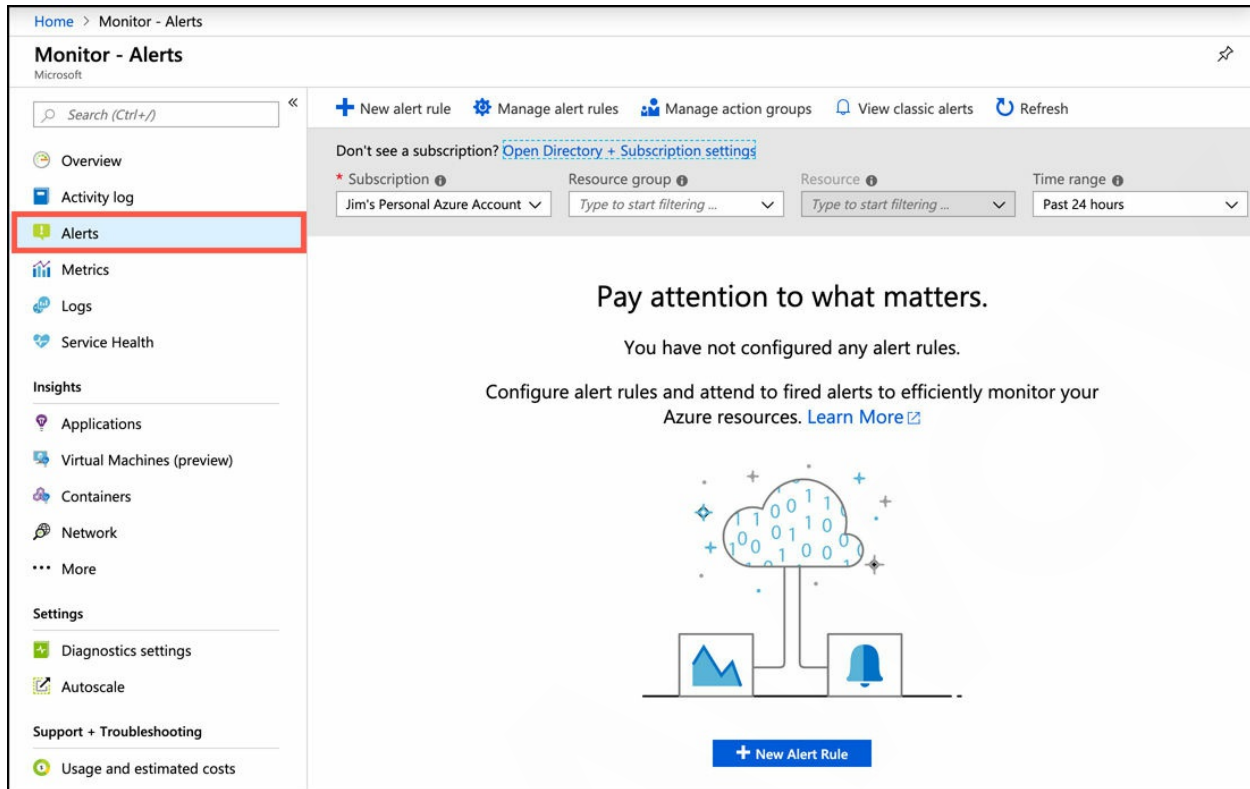 Home > Monitor - Alerts
Monitor - Alerts
Microsoft
Search (Ctrl+/)
«
Overview
Activity log
Alerts
Metrics
Logs
Service Health
Insights
Applications
Virtual Machines (preview)
Containers
Network
More
Settings
Diagnostics settings
Autoscale
Support + Troubleshooting
Usage and estimated costs
New alert rule Manage alert rules Manage action groups View classic alerts Refresh
Don't see a subscription? Open Directory + Subscription settings
* Subscription Resource group Resource Time range
Jim's Personal Azure Account Type to start filtering ... Type to start filtering ... Past 24 hours
Pay attention to what matters.
You have not configured any alert rules.
Configure alert rules and attend to fired alerts to efficiently monitor your
Azure resources. Learn More
+ New Alert Rule